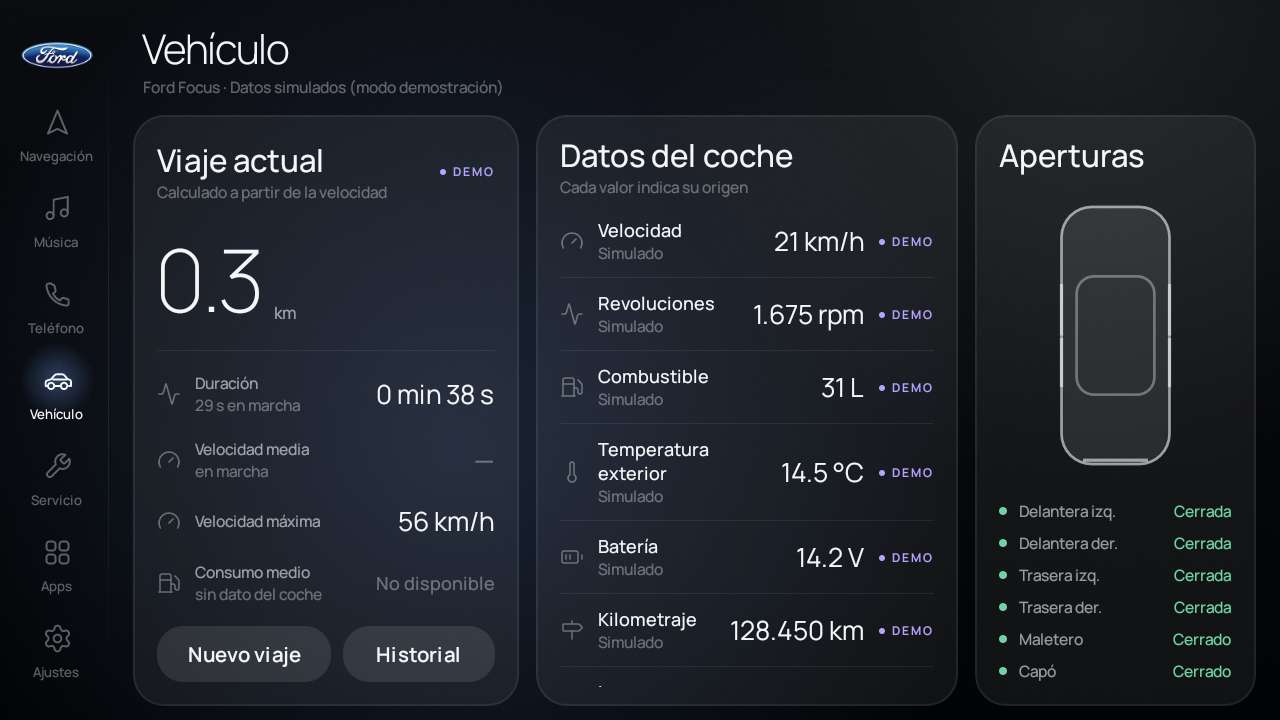 Ford
Vehículo
Ford Focus · Datos simulados (modo demostración)
Navegación
Música
Teléfono
Vehículo
Servicio
Apps
Ajustes
Viaje actual
DEMO
Calculado a partir de la velocidad
0.3 km
Duración
29 s en marcha
0 min 38 s
Velocidad media
en marcha
—
Velocidad máxima
56 km/h
Consumo medio
sin dato del coche
No disponible
Nuevo viaje
Historial
Datos del coche
Cada valor indica su origen
Velocidad
Simulado
21 km/h
DEMO
Revoluciones
Simulado
1.675 rpm
DEMO
Combustible
Simulado
31 L
DEMO
Temperatura
exterior
Simulado
14.5 °C
DEMO
Batería
Simulado
14.2 V
DEMO
Kilometraje
Simulado
128.450 km
DEMO
Aperturas
Delantera izq. Cerrada
Delantera der. Cerrada
Trasera izq. Cerrada
Trasera der. Cerrada
Maletero Cerrado
Capó Cerrado